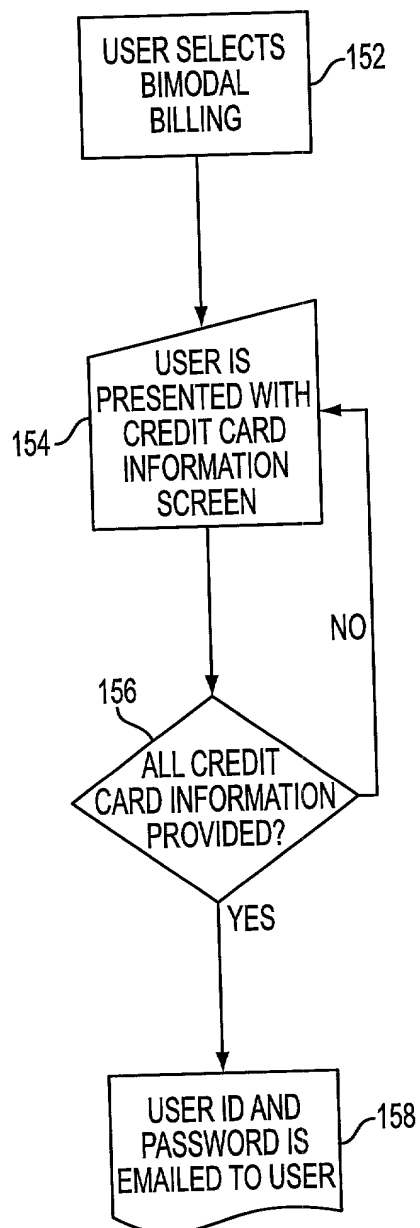 USER SELECTS
BIMODAL
BILLING
152
USER IS
PRESENTED WITH
CREDIT CARD
INFORMATION
SCREEN
154
NO
156
ALL CREDIT
CARD INFORMATION
PROVIDED?
YES
USER ID AND
PASSWORD IS
EMAILED TO USER
158